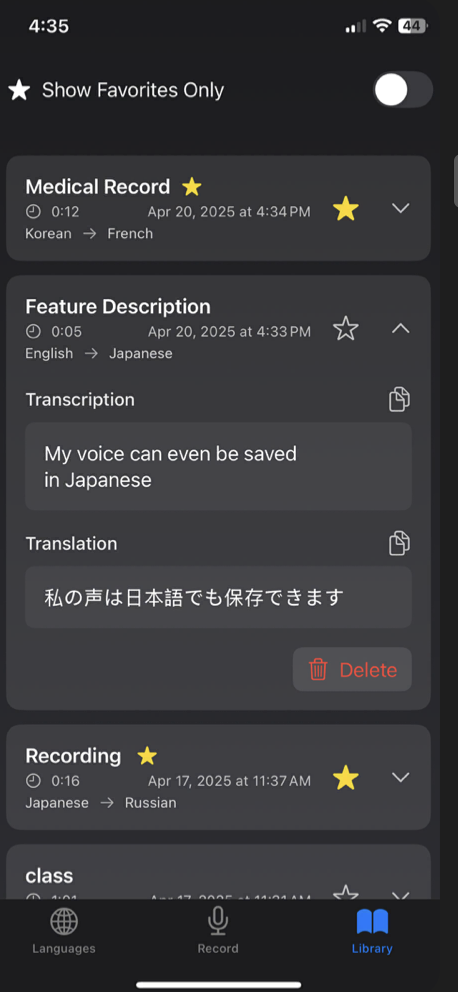 4:35
44
Show Favorites Only
Medical Record
0:12 Apr 20, 2025 at 4:34 PM
Korean → French
Feature Description
0:05 Apr 20, 2025 at 4:33 PM
English → Japanese
Transcription
My voice can even be saved
in Japanese
Translation
私の声は日本語でも保存できます
Delete
Recording
0:16 Apr 17, 2025 at 11:37 AM
Japanese → Russian
class
Languages Record Library